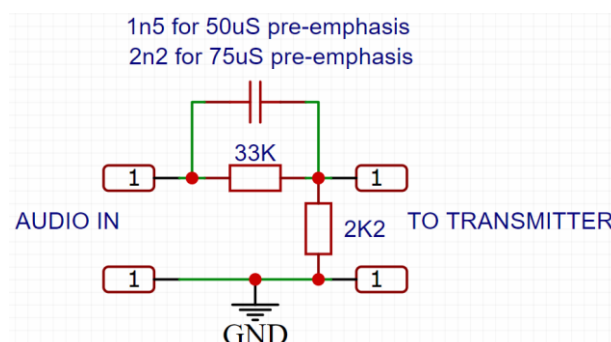 1n5 for 50uS pre-emphasis
2n2 for 75uS pre-emphasis
33K
1
1
AUDIO IN
2K2
TO TRANSMITTER
1
1
GND